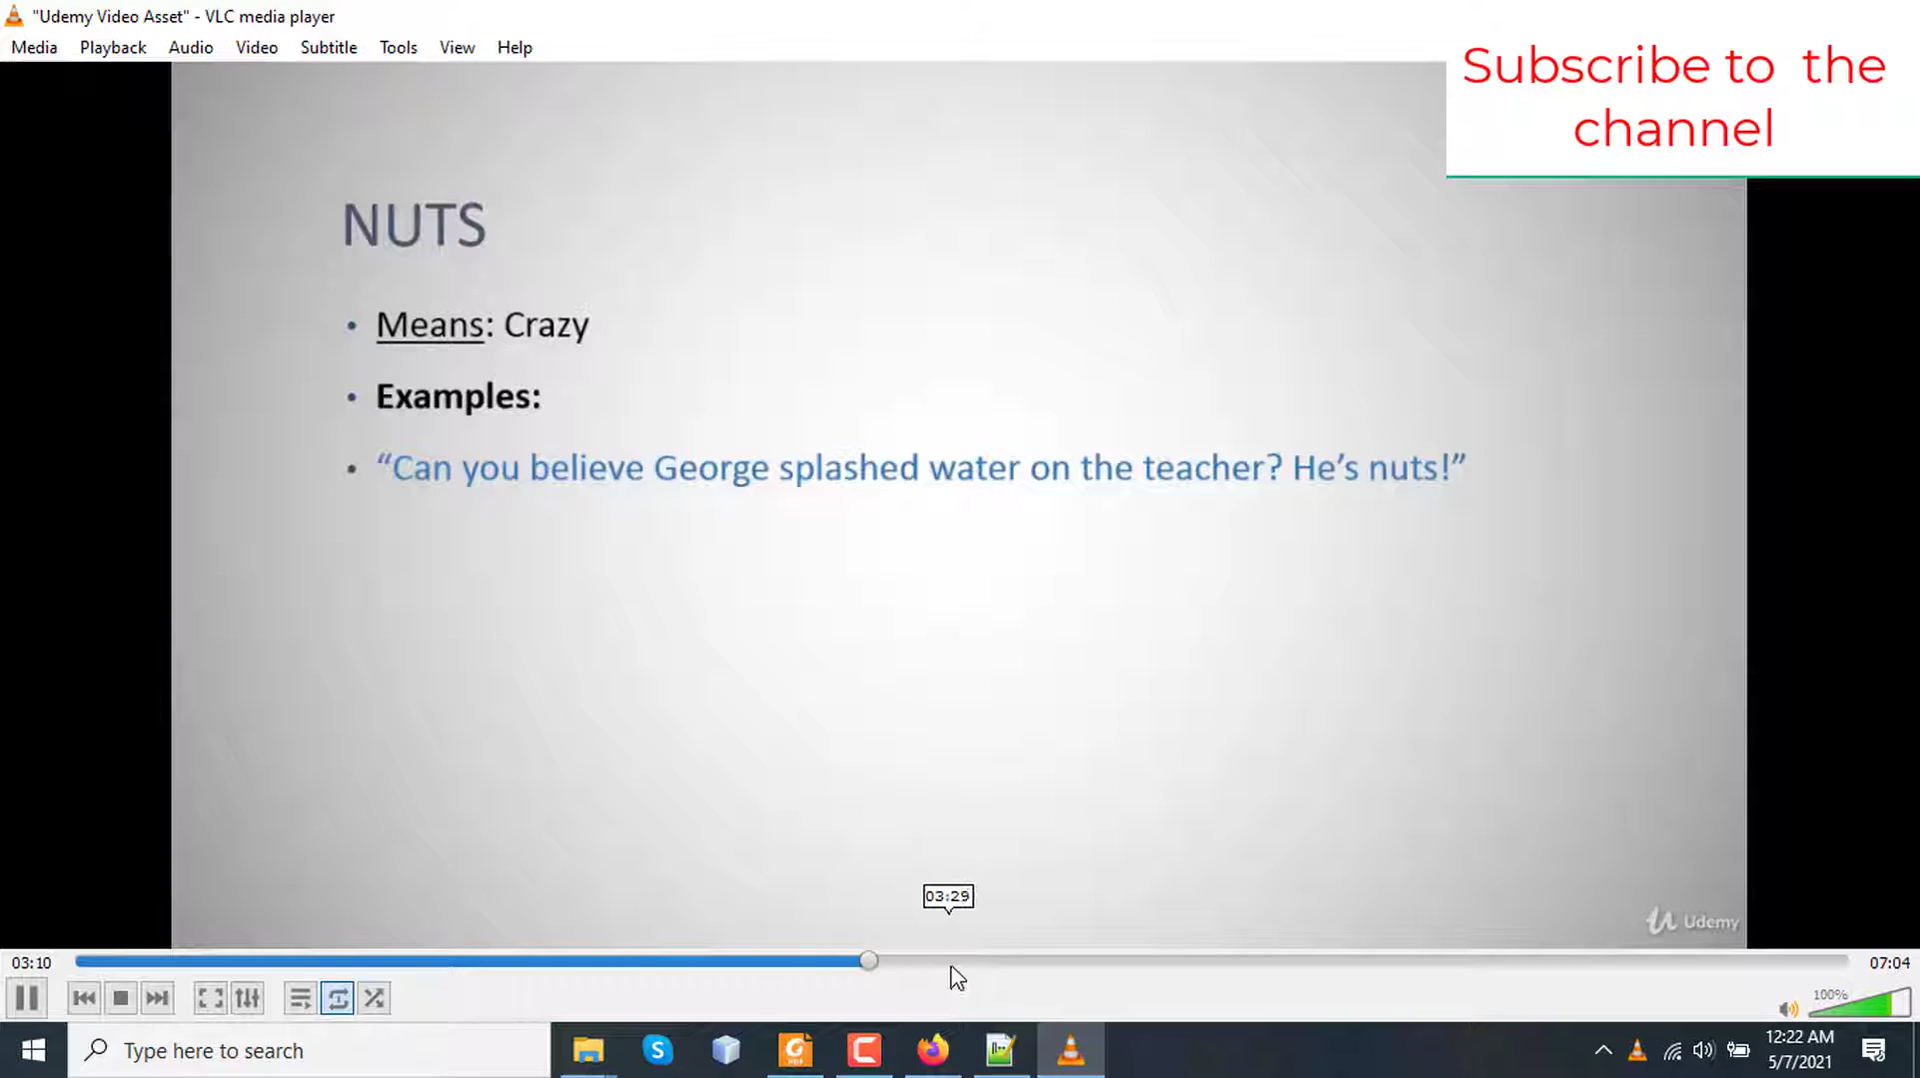 "Udemy Video Asset" - VLC media player
Media Playback Audio Video Subtitle Tools View Help
Subscribe to the
channel
NUTS
• Means: Crazy
• Examples:
• “Can you believe George splashed water on the teacher? He’s nuts!”
03:29
Udemy
03:10
07:04
100%
Type here to search
12:22 AM
5/7/2021